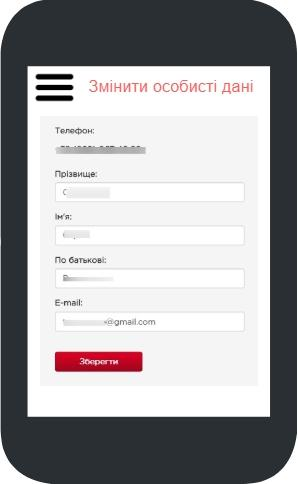 Змінити особисті дані
Телефон:
Прізвище:
Ім'я:
По батькові:
E-mail:
@gmail.com
Зберегти